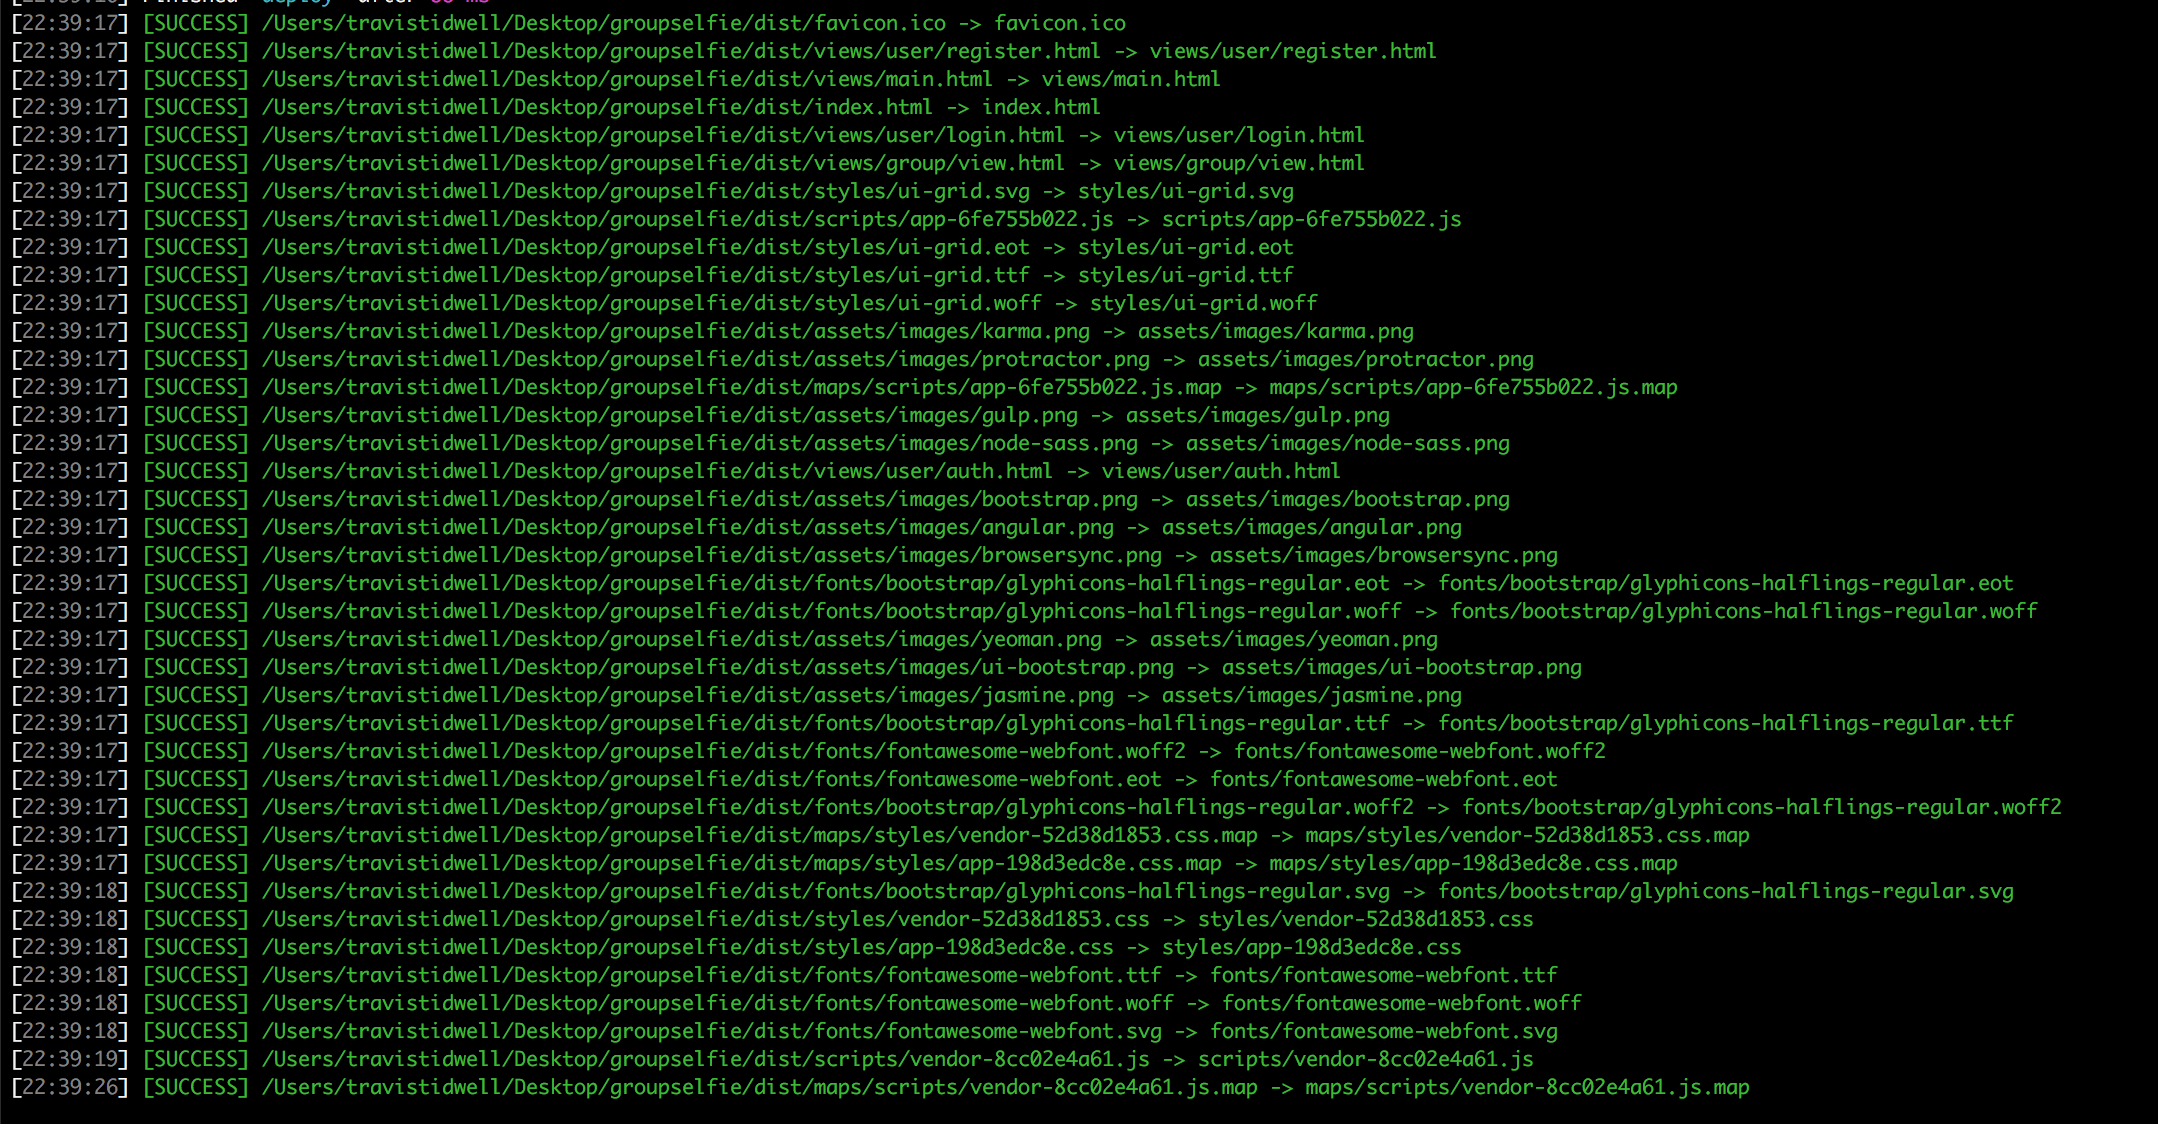 [22:39:17] [SUCCESS] /Users/travistidwell/Desktop/groupselfie/dist/favicon.ico -> favicon.ico
[22:39:17] [SUCCESS] /Users/travistidwell/Desktop/groupselfie/dist/views/user/register.html -> views/user/register.html
[22:39:17] [SUCCESS] /Users/travistidwell/Desktop/groupselfie/dist/views/main.html -> views/main.html
[22:39:17] [SUCCESS] /Users/travistidwell/Desktop/groupselfie/dist/index.html -> index.html
[22:39:17] [SUCCESS] /Users/travistidwell/Desktop/groupselfie/dist/views/user/login.html -> views/user/login.html
[22:39:17] [SUCCESS] /Users/travistidwell/Desktop/groupselfie/dist/views/group/view.html -> views/group/view.html
[22:39:17] [SUCCESS] /Users/travistidwell/Desktop/groupselfie/dist/styles/ui-grid.svg -> styles/ui-grid.svg
[22:39:17] [SUCCESS] /Users/travistidwell/Desktop/groupselfie/dist/scripts/app-6fe755b022.js -> scripts/app-6fe755b022.js
[22:39:17] [SUCCESS] /Users/travistidwell/Desktop/groupselfie/dist/styles/ui-grid.eot -> styles/ui-grid.eot
[22:39:17] [SUCCESS] /Users/travistidwell/Desktop/groupselfie/dist/styles/ui-grid.ttf -> styles/ui-grid.ttf
[22:39:17] [SUCCESS] /Users/travistidwell/Desktop/groupselfie/dist/styles/ui-grid.woff -> styles/ui-grid.woff
[22:39:17] [SUCCESS] /Users/travistidwell/Desktop/groupselfie/dist/assets/images/karma.png -> assets/images/karma.png
[22:39:17] [SUCCESS] /Users/travistidwell/Desktop/groupselfie/dist/assets/images/protractor.png -> assets/images/protractor.png
[22:39:17] [SUCCESS] /Users/travistidwell/Desktop/groupselfie/dist/maps/scripts/app-6fe755b022.js.map -> maps/scripts/app-6fe755b022.js.map
[22:39:17] [SUCCESS] /Users/travistidwell/Desktop/groupselfie/dist/assets/images/gulp.png -> assets/images/gulp.png
[22:39:17] [SUCCESS] /Users/travistidwell/Desktop/groupselfie/dist/assets/images/node-sass.png -> assets/images/node-sass.png
[22:39:17] [SUCCESS] /Users/travistidwell/Desktop/groupselfie/dist/views/user/auth.html -> views/user/auth.html
[22:39:17] [SUCCESS] /Users/travistidwell/Desktop/groupselfie/dist/assets/images/bootstrap.png -> assets/images/bootstrap.png
[22:39:17] [SUCCESS] /Users/travistidwell/Desktop/groupselfie/dist/assets/images/angular.png -> assets/images/angular.png
[22:39:17] [SUCCESS] /Users/travistidwell/Desktop/groupselfie/dist/assets/images/browsersync.png -> assets/images/browsersync.png
[22:39:17] [SUCCESS] /Users/travistidwell/Desktop/groupselfie/dist/fonts/bootstrap/glyphicons-halflings-regular.eot -> fonts/bootstrap/glyphicons-halflings-regular.eot
[22:39:17] [SUCCESS] /Users/travistidwell/Desktop/groupselfie/dist/fonts/bootstrap/glyphicons-halflings-regular.woff -> fonts/bootstrap/glyphicons-halflings-regular.woff
[22:39:17] [SUCCESS] /Users/travistidwell/Desktop/groupselfie/dist/assets/images/yeoman.png -> assets/images/yeoman.png
[22:39:17] [SUCCESS] /Users/travistidwell/Desktop/groupselfie/dist/assets/images/ui-bootstrap.png -> assets/images/ui-bootstrap.png
[22:39:17] [SUCCESS] /Users/travistidwell/Desktop/groupselfie/dist/assets/images/jasmine.png -> assets/images/jasmine.png
[22:39:17] [SUCCESS] /Users/travistidwell/Desktop/groupselfie/dist/fonts/bootstrap/glyphicons-halflings-regular.ttf -> fonts/bootstrap/glyphicons-halflings-regular.ttf
[22:39:17] [SUCCESS] /Users/travistidwell/Desktop/groupselfie/dist/fonts/fontawesome-webfont.woff2 -> fonts/fontawesome-webfont.woff2
[22:39:17] [SUCCESS] /Users/travistidwell/Desktop/groupselfie/dist/fonts/fontawesome-webfont.eot -> fonts/fontawesome-webfont.eot
[22:39:17] [SUCCESS] /Users/travistidwell/Desktop/groupselfie/dist/fonts/bootstrap/glyphicons-halflings-regular.woff2 -> fonts/bootstrap/glyphicons-halflings-regular.woff2
[22:39:17] [SUCCESS] /Users/travistidwell/Desktop/groupselfie/dist/maps/styles/vendor-52d38d1853.css.map -> maps/styles/vendor-52d38d1853.css.map
[22:39:17] [SUCCESS] /Users/travistidwell/Desktop/groupselfie/dist/maps/styles/app-198d3edc8e.css.map -> maps/styles/app-198d3edc8e.css.map
[22:39:18] [SUCCESS] /Users/travistidwell/Desktop/groupselfie/dist/fonts/bootstrap/glyphicons-halflings-regular.svg -> fonts/bootstrap/glyphicons-halflings-regular.svg
[22:39:18] [SUCCESS] /Users/travistidwell/Desktop/groupselfie/dist/styles/vendor-52d38d1853.css -> styles/vendor-52d38d1853.css
[22:39:18] [SUCCESS] /Users/travistidwell/Desktop/groupselfie/dist/styles/app-198d3edc8e.css -> styles/app-198d3edc8e.css
[22:39:18] [SUCCESS] /Users/travistidwell/Desktop/groupselfie/dist/fonts/fontawesome-webfont.ttf -> fonts/fontawesome-webfont.ttf
[22:39:18] [SUCCESS] /Users/travistidwell/Desktop/groupselfie/dist/fonts/fontawesome-webfont.woff -> fonts/fontawesome-webfont.woff
[22:39:18] [SUCCESS] /Users/travistidwell/Desktop/groupselfie/dist/fonts/fontawesome-webfont.svg -> fonts/fontawesome-webfont.svg
[22:39:19] [SUCCESS] /Users/travistidwell/Desktop/groupselfie/dist/scripts/vendor-8cc02e4a61.js -> scripts/vendor-8cc02e4a61.js
[22:39:26] [SUCCESS] /Users/travistidwell/Desktop/groupselfie/dist/maps/scripts/vendor-8cc02e4a61.js.map -> maps/scripts/vendor-8cc02e4a61.js.map